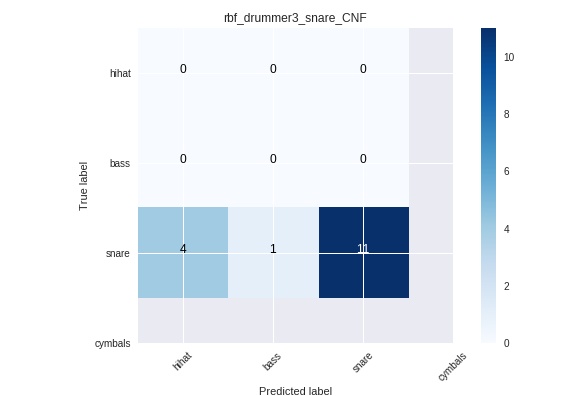 rbf_drummer3_snare_CNF
hihat
0 0 0
bass
0 0 0
snare
4 1 11
cymbals
True label
hihat bass snare cymbals
Predicted label
10
8
6
4
2
0